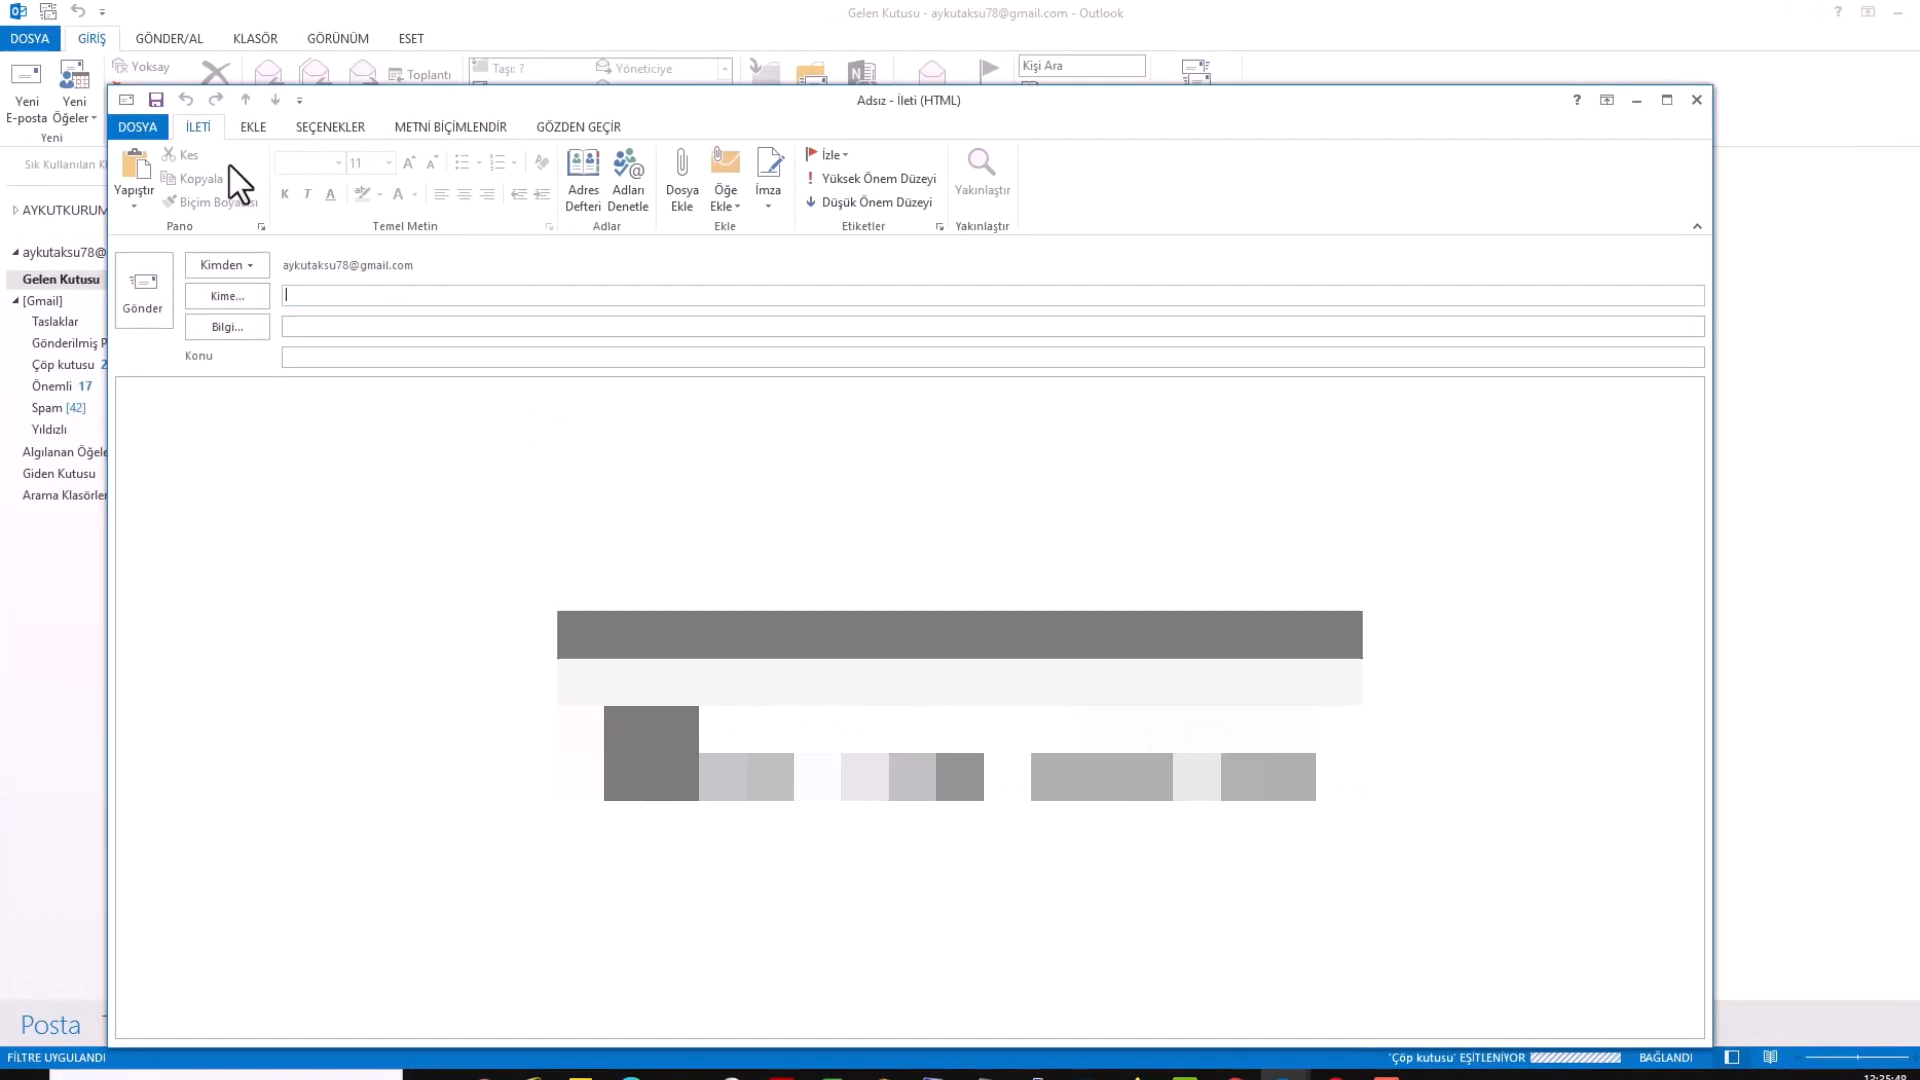 Gelen Kutusu - aykutaksu78@gmail.com - Outlook
DOSYA GİRİŞ GÖNDER/AL KLASÖR GÖRÜNÜM ESET
Yoksay Toplantı Taşı: ? Yöneticiye Kişi Ara
Yeni E-posta
Yeni Öğeler
Yeni
Adsız - İleti (HTML)
DOSYA İLETİ EKLE SEÇENEKLER METNİ BİÇİMLENDİR GÖZDEN GEÇİR
Yapıştır
Kes
Kopyala
Biçim
Pano
11
K T A
Temel Metin
Adres Defteri
Adları Denetle
Adlar
Dosya Ekle
Öğe Ekle
İmza
Ekle
İzle
Yüksek Önem Düzeyi
Düşük Önem Düzeyi
Etiketler
Yakınlaştır
Yakınlaştır
Gönder
Kimden aykutaksu78@gmail.com
Kime...
Bilgi...
Konu
Sık Kullanılan
AYKUTKURUM
aykutaksu78@
Gelen Kutusu
[Gmail]
Taslaklar
Gönderilmiş P
Çöp kutusu 2
Önemli 17
Spam [42]
Yıldızlı
Algılanan Öğele
Giden Kutusu
Arama Klasörler
Posta
FİLTRE UYGULANDI
'Çöp kutusu' EŞİTLENİYOR BAĞLANDI